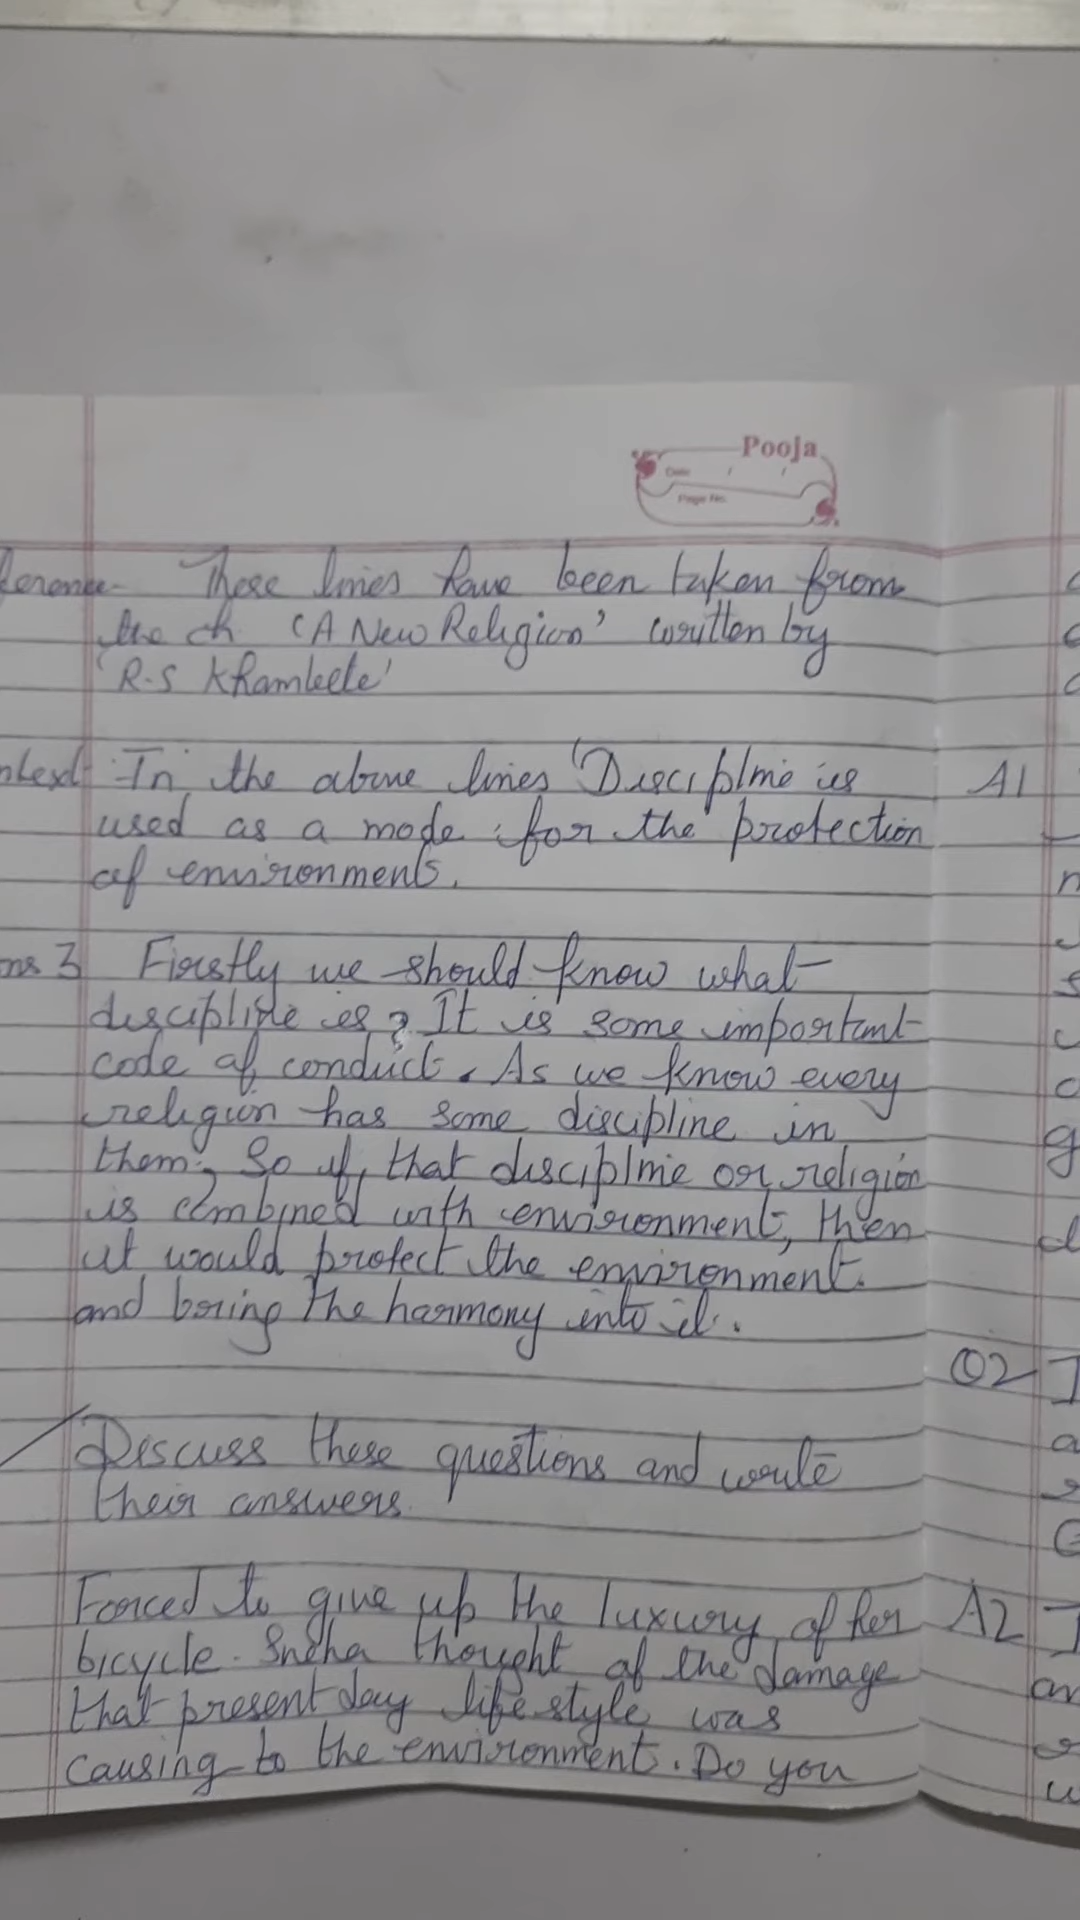 Pooja
Date / /
Page No.
These lines have been taken from
the ch 'A New Religion' written by
'R.S
In the above lines 'Discipline is
used as a mode for the protection
of environment.
ns 3 Firstly we should know what
discipline is? It is some important
code of conduct. As we know every
religion has some discipline in
them, So if, that discipline or religion
is combined with environment, then
it would protect the environment.
and bring the harmony into it.
Discuss these questions and write
their answers.
Forced to give up the luxury of her
bicycle. Sneha thought of the damage
that present day life style was
causing to the environment. Do you
A1
Q2
A2